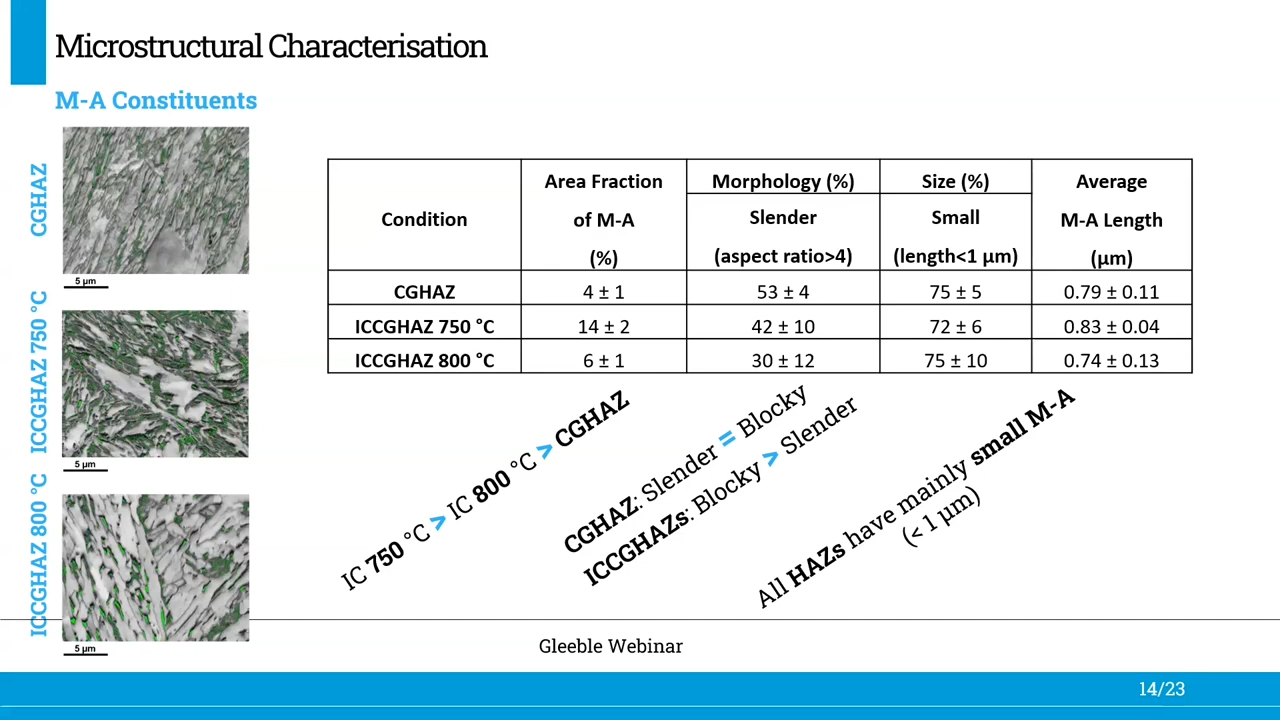 Microstructural Characterisation
M-A Constituents
CGHAZ
5 µm
ICCGHAZ 750 °C
5 µm
ICCGHAZ 800 °C
5 µm
Condition
Area Fraction
of M-A
(%)
Morphology (%)
Slender
(aspect ratio>4)
Size (%)
Small
(length<1 µm)
Average
M-A Length
(µm)
CGHAZ 4 ± 1 53 ± 4 75 ± 5 0.79 ± 0.11
ICCGHAZ 750 °C 14 ± 2 42 ± 10 72 ± 6 0.83 ± 0.04
ICCGHAZ 800 °C 6 ± 1 30 ± 12 75 ± 10 0.74 ± 0.13
IC 750 °C > IC 800 °C > CGHAZ
CGHAZ: Slender = Blocky
ICCGHAZs: Blocky > Slender
All HAZs have mainly small M-A
(< 1 µm)
Gleeble Webinar
14/23